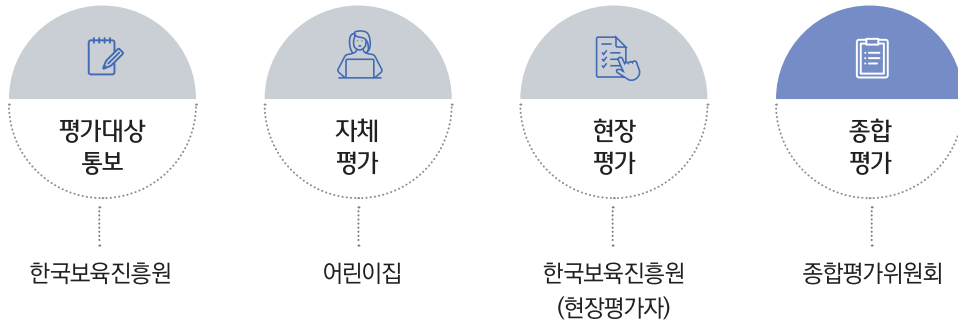 평가대상
통보
자체
평가
현장
평가
종합
평가
한국보육진흥원
어린이집
한국보육진흥원
(현장평가자)
종합평가위원회